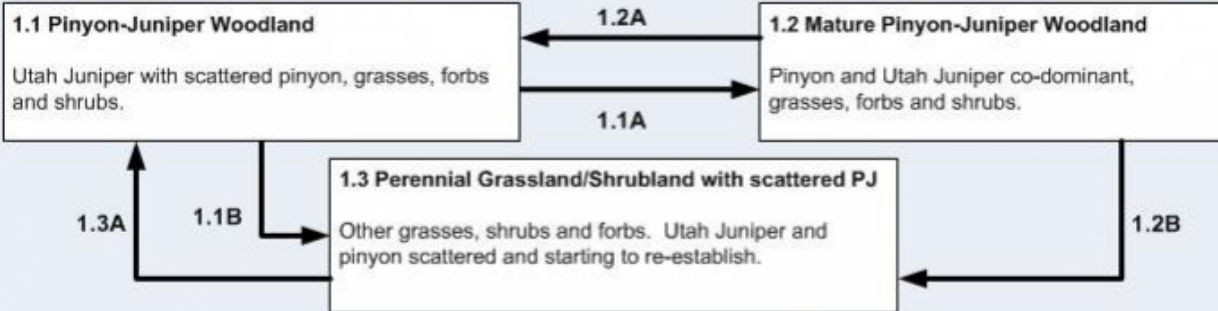 1.1 Pinyon-Juniper Woodland
Utah Juniper with scattered pinyon, grasses, forbs
and shrubs.
1.2A
1.1A
1.2 Mature Pinyon-Juniper Woodland
Pinyon and Utah Juniper co-dominant,
grasses, forbs and shrubs.
1.3A
1.1B
1.3 Perennial Grassland/Shrubland with scattered PJ
Other grasses, shrubs and forbs.  Utah Juniper and
pinyon scattered and starting to re-establish.
1.2B